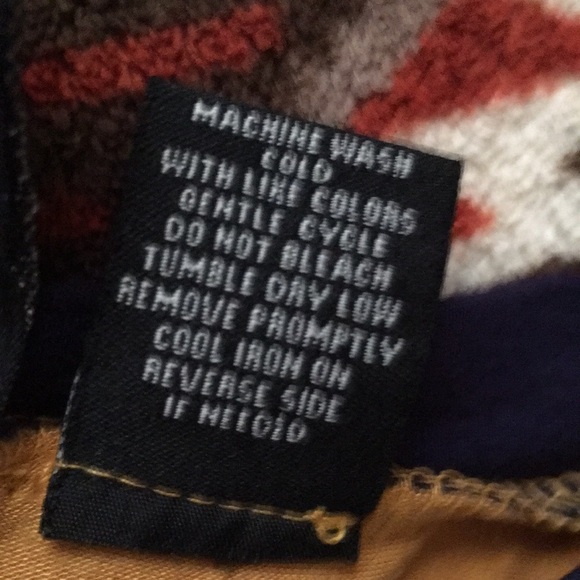 MACHINE WASH
COLD
WITH LIKE COLORS
GENTLE CYCLE
DO NOT BLEACH
TUMBLE DRY LOW
REMOVE PROMPTLY
COOL IRON ON
REVERSE SIDE
IF NEEDED